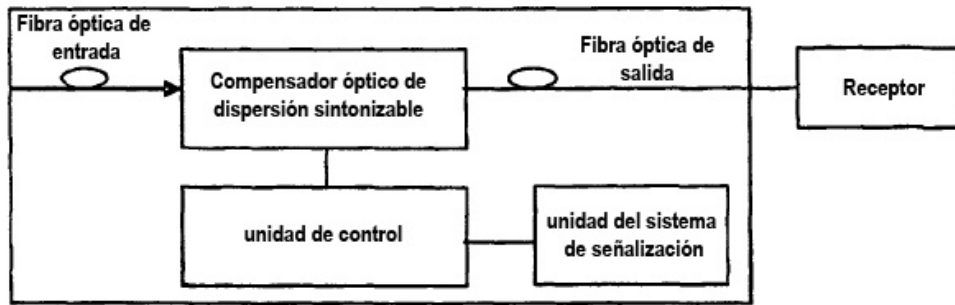 Fibra óptica de
entrada
Compensador óptico de
dispersión sintonizable
Fibra óptica de
salida
Receptor
unidad de control
unidad del sistema
de señalización